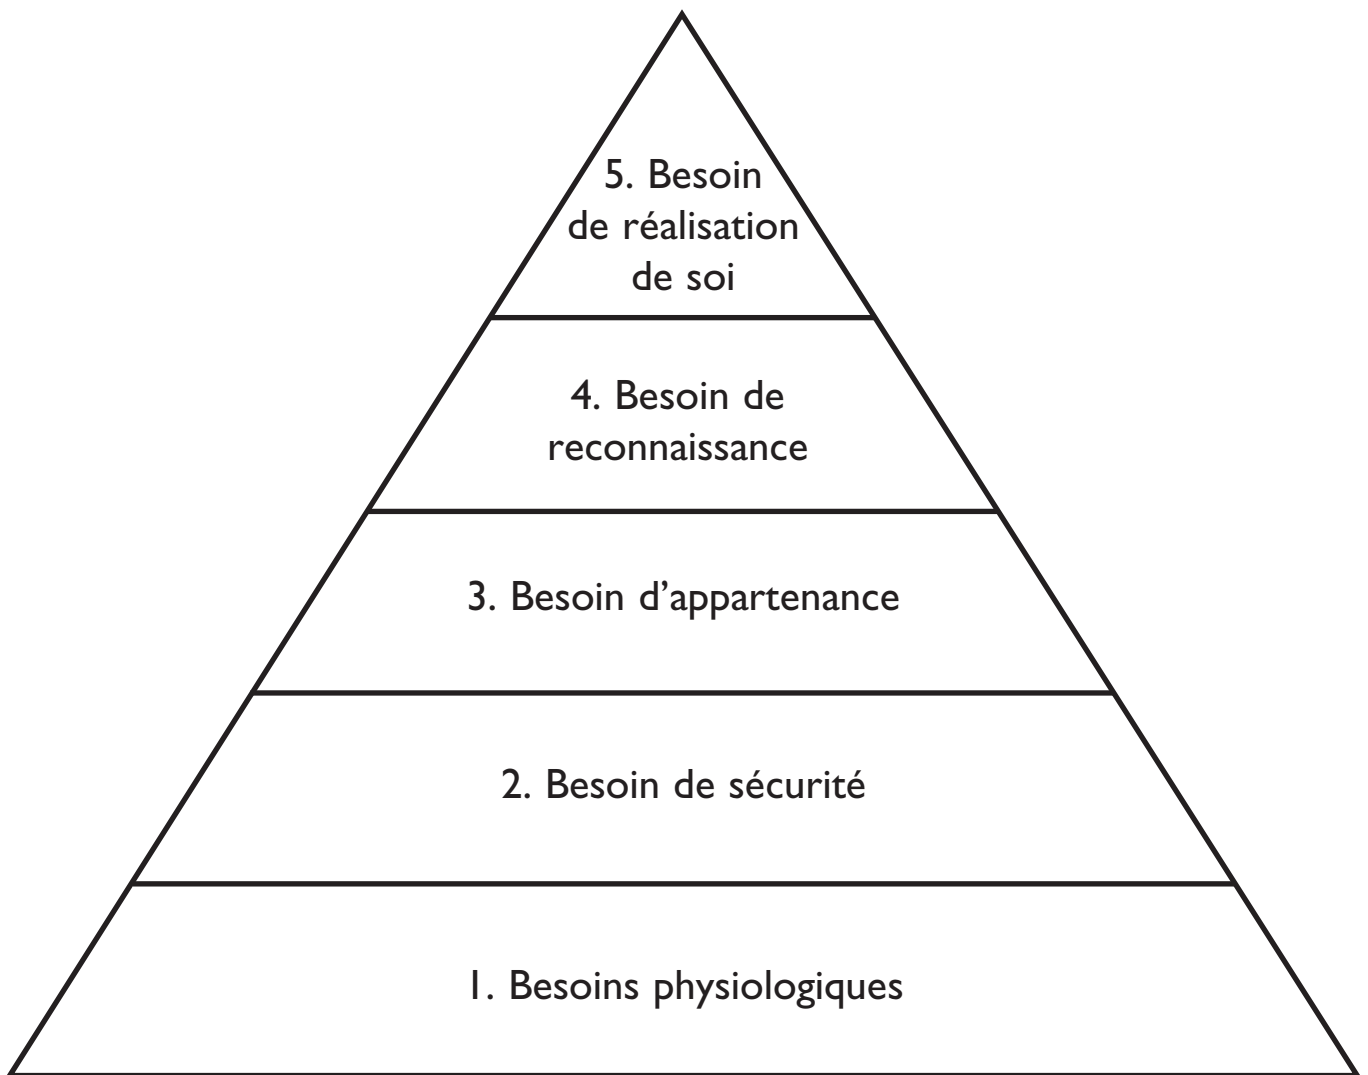 5. Besoin
de réalisation
de soi
4. Besoin de
reconnaissance
3. Besoin d’appartenance
2. Besoin de sécurité
1. Besoins physiologiques